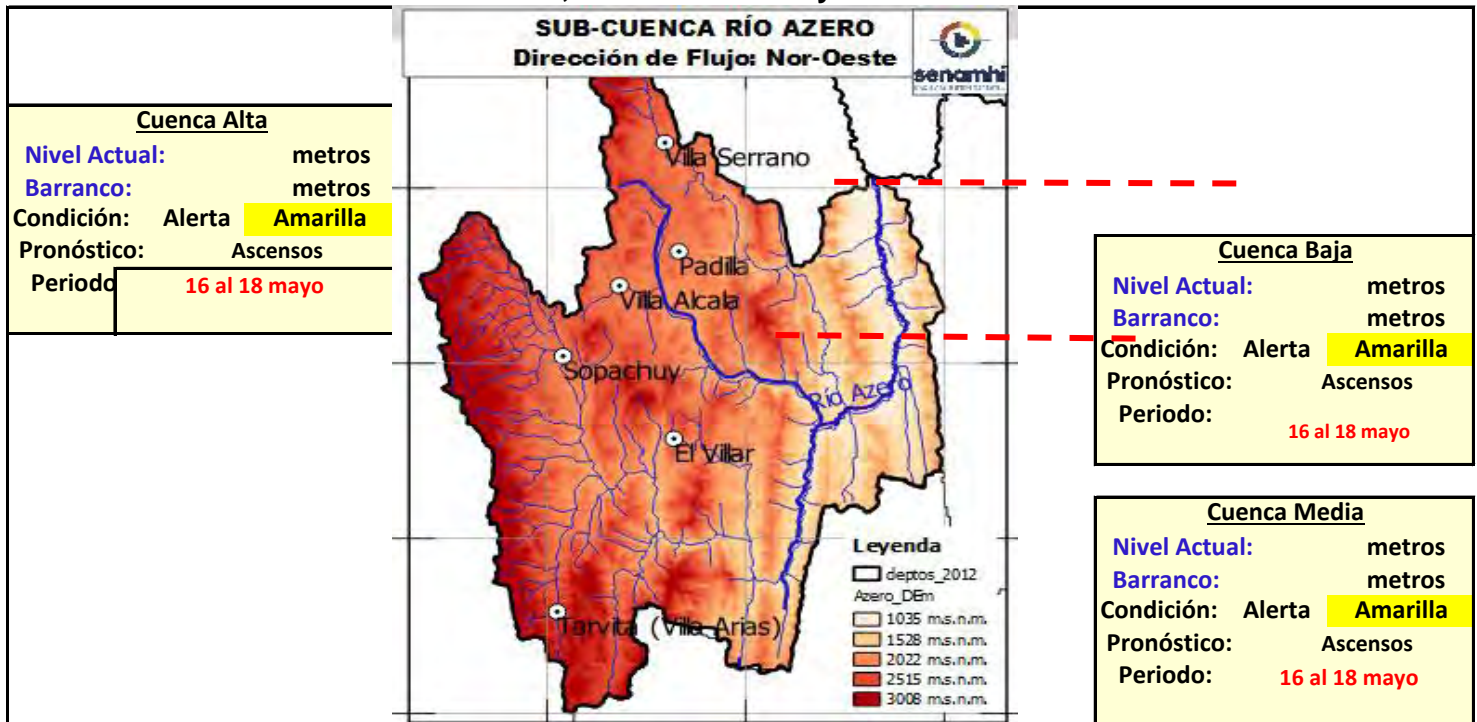 SUB-CUENCA RÍO AZERO
Dirección de Flujo: Nor-Oeste
senamhi
Cuenca Alta
Nivel Actual: metros
Barranco: metros
Condición: Alerta Amarilla
Pronóstico: Ascensos
Periodo 16 al 18 mayo
Villa Serrano
Padilla
Villa Alcala
Sopachuy
Río Azero
El Villar
Tarvita (Villa Arias)
Leyenda
deptos_2012
Azero_DEm
1035 m.s.n.m.
1528 m.s.n.m.
2022 m.s.n.m.
2515 m.s.n.m.
3008 m.s.n.m.
Cuenca Baja
Nivel Actual: metros
Barranco: metros
Condición: Alerta Amarilla
Pronóstico: Ascensos
Periodo:
16 al 18 mayo
Cuenca Media
Nivel Actual: metros
Barranco: metros
Condición: Alerta Amarilla
Pronóstico: Ascensos
Periodo: 16 al 18 mayo